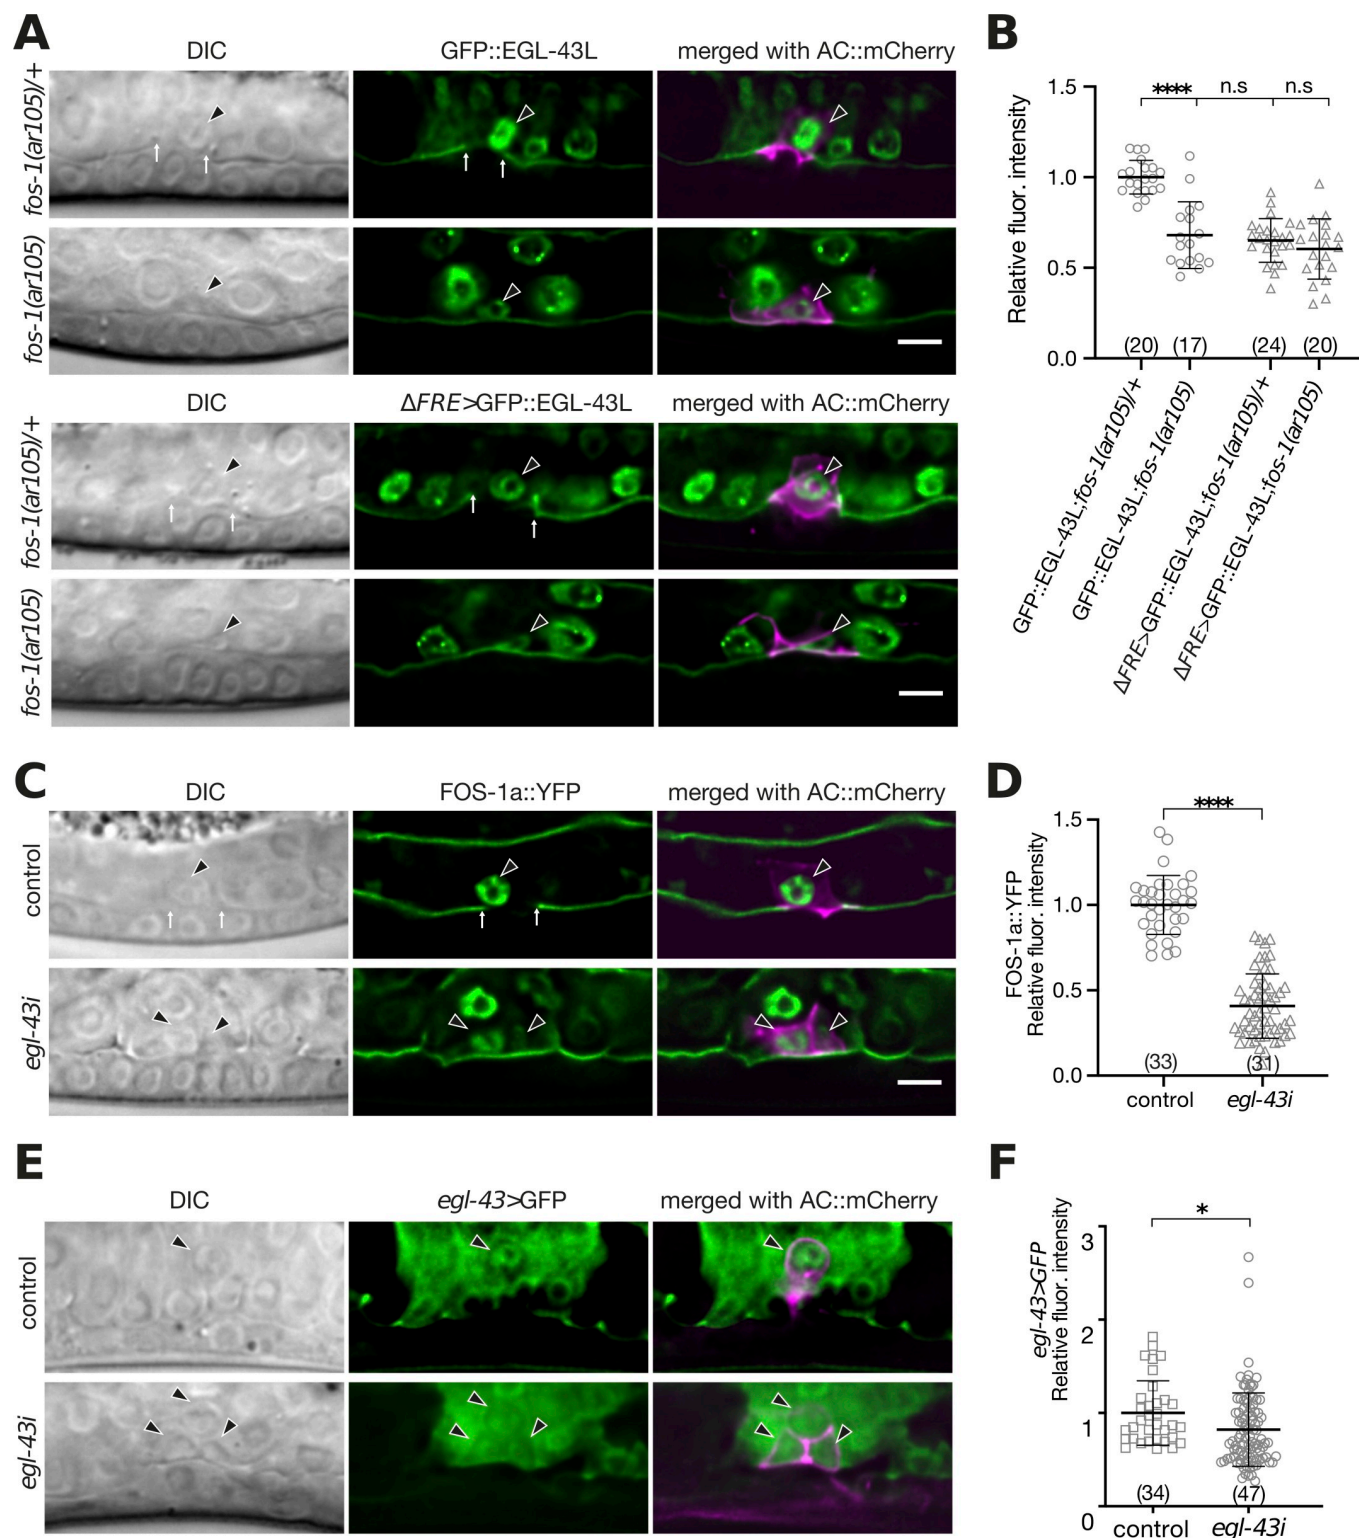 A
DIC
GFP::EGL-43L
merged with AC::mCherry
fos-1(ar105)/+
fos-1(ar105)
DIC
ΔFRE>GFP::EGL-43L
merged with AC::mCherry
fos-1(ar105)/+
fos-1(ar105)
B
Relative fluor. intensity
1.5
1.0
0.5
0.0
****
n.s
n.s
(20)
(17)
(24)
(20)
GFP::EGL-43L;fos-1(ar105)/+
GFP::EGL-43L;fos-1(ar105)
ΔFRE>GFP::EGL-43L;fos-1(ar105)/+
ΔFRE>GFP::EGL-43L;fos-1(ar105)
C
DIC
FOS-1a::YFP
merged with AC::mCherry
control
egl-43i
D
FOS-1a::YFP
Relative fluor. intensity
1.5
1.0
0.5
0.0
****
(33)
(31)
control
egl-43i
E
DIC
egl-43>GFP
merged with AC::mCherry
control
egl-43i
F
egl-43>GFP
Relative fluor. intensity
3
2
1
0
*
(34)
(47)
control
egl-43i